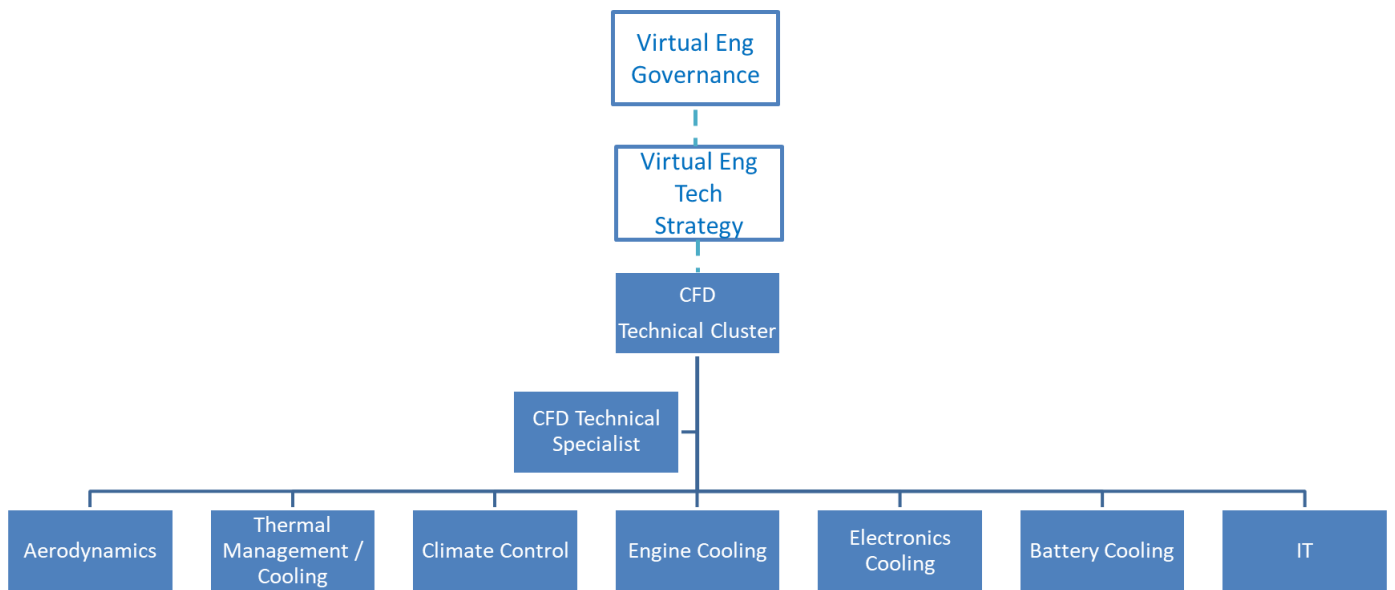 Virtual Eng
Governance
Virtual Eng
Tech
Strategy
CFD
Technical Cluster
CFD Technical
Specialist
Aerodynamics
Thermal
Management /
Cooling
Climate Control
Engine Cooling
Electronics
Cooling
Battery Cooling
IT